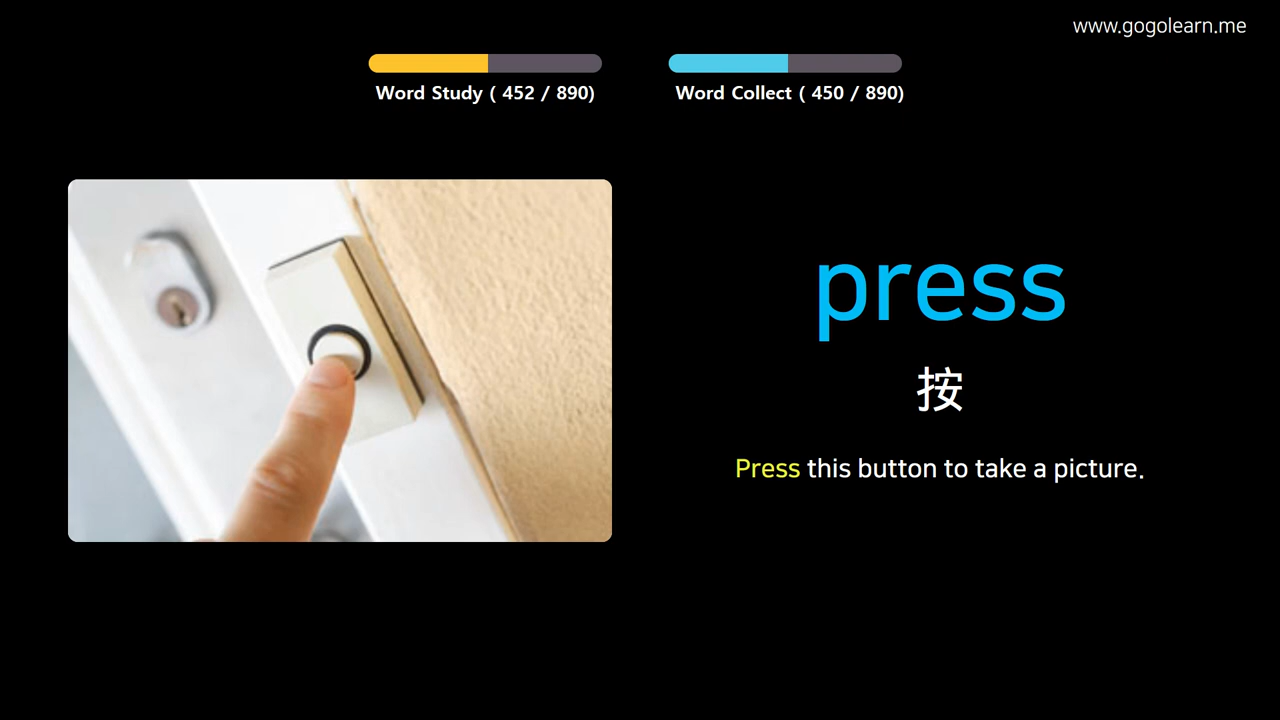 www.gogolearn.me
Word Study ( 452 / 890)
Word Collect ( 450 / 890)
press
按
Press this button to take a picture.